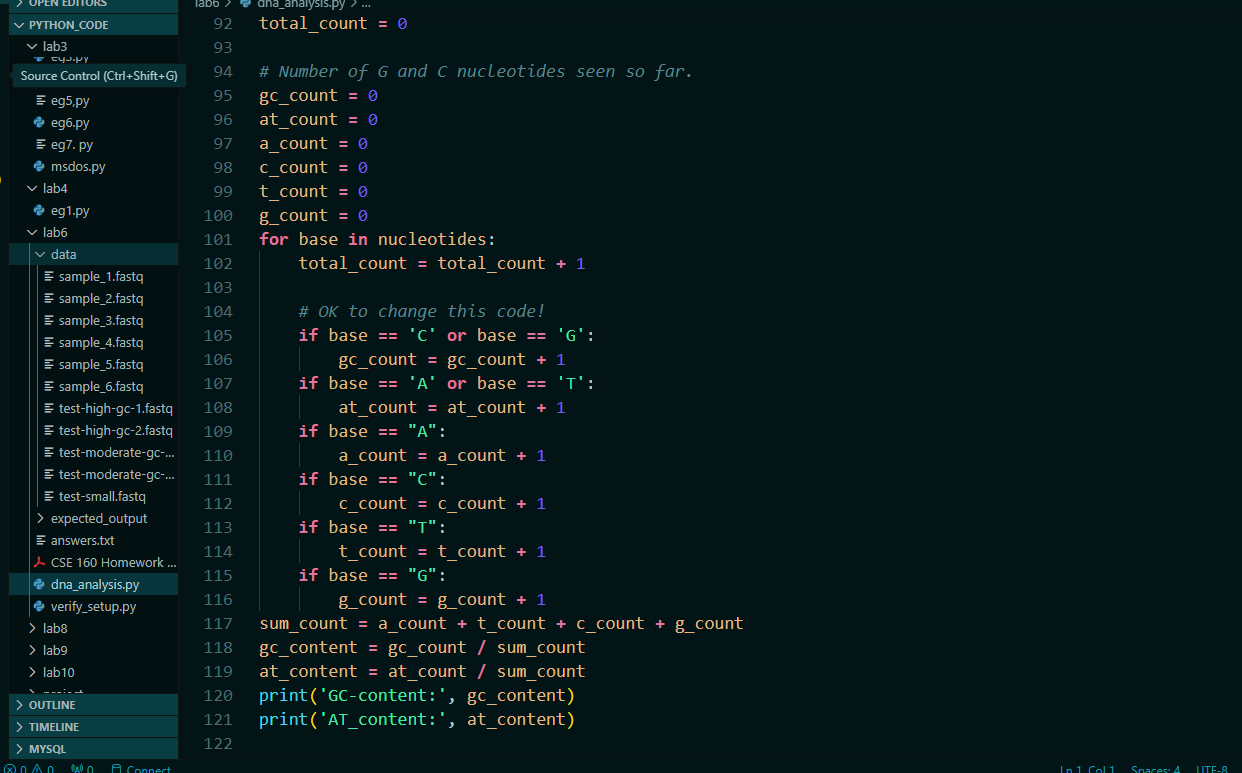 OPEN EDITORS
PYTHON_CODE
lab3
eg5.py
Source Control (Ctrl+Shift+G)
eg5,py
eg6.py
eg7. py
msdos.py
lab4
eg1.py
lab6
data
sample_1.fastq
sample_2.fastq
sample_3.fastq
sample_4.fastq
sample_5.fastq
sample_6.fastq
test-high-gc-1.fastq
test-high-gc-2.fastq
test-moderate-gc-...
test-moderate-gc-...
test-small.fastq
expected_output
answers.txt
CSE 160 Homework ...
dna_analysis.py
verify_setup.py
lab8
lab9
lab10
project
OUTLINE
TIMELINE
MYSQL
lab6 > dna_analysis.py > ...
92 total_count = 0
93
94 # Number of G and C nucleotides seen so far.
95 gc_count = 0
96 at_count = 0
97 a_count = 0
98 c_count = 0
99 t_count = 0
100 g_count = 0
101 for base in nucleotides:
102     total_count = total_count + 1
103
104     # OK to change this code!
105     if base == 'C' or base == 'G':
106         gc_count = gc_count + 1
107     if base == 'A' or base == 'T':
108         at_count = at_count + 1
109     if base == "A":
110         a_count = a_count + 1
111     if base == "C":
112         c_count = c_count + 1
113     if base == "T":
114         t_count = t_count + 1
115     if base == "G":
116         g_count = g_count + 1
117 sum_count = a_count + t_count + c_count + g_count
118 gc_content = gc_count / sum_count
119 at_content = at_count / sum_count
120 print('GC-content:', gc_content)
121 print('AT_content:', at_content)
122
0 0 0 Connect Ln 1, Col 1 Spaces: 4 UTF-8